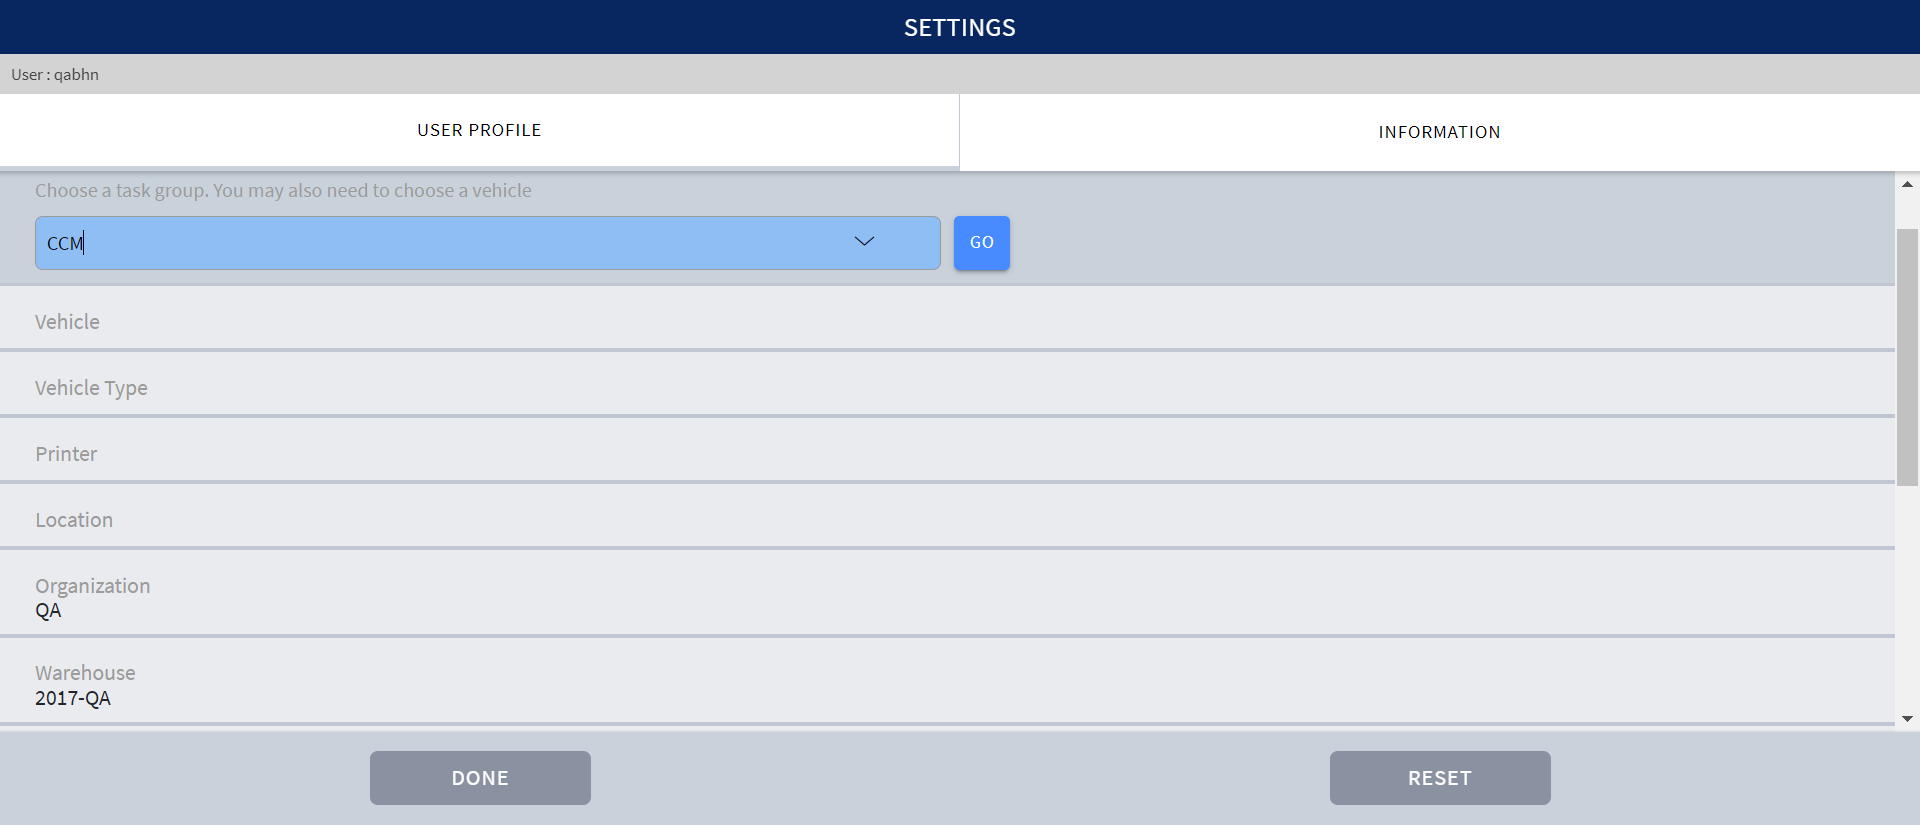 SETTINGS
User : qabhn
USER PROFILE
INFORMATION
Choose a task group. You may also need to choose a vehicle
CCM
GO
Vehicle
Vehicle Type
Printer
Location
Organization
QA
Warehouse
2017-QA
DONE
RESET